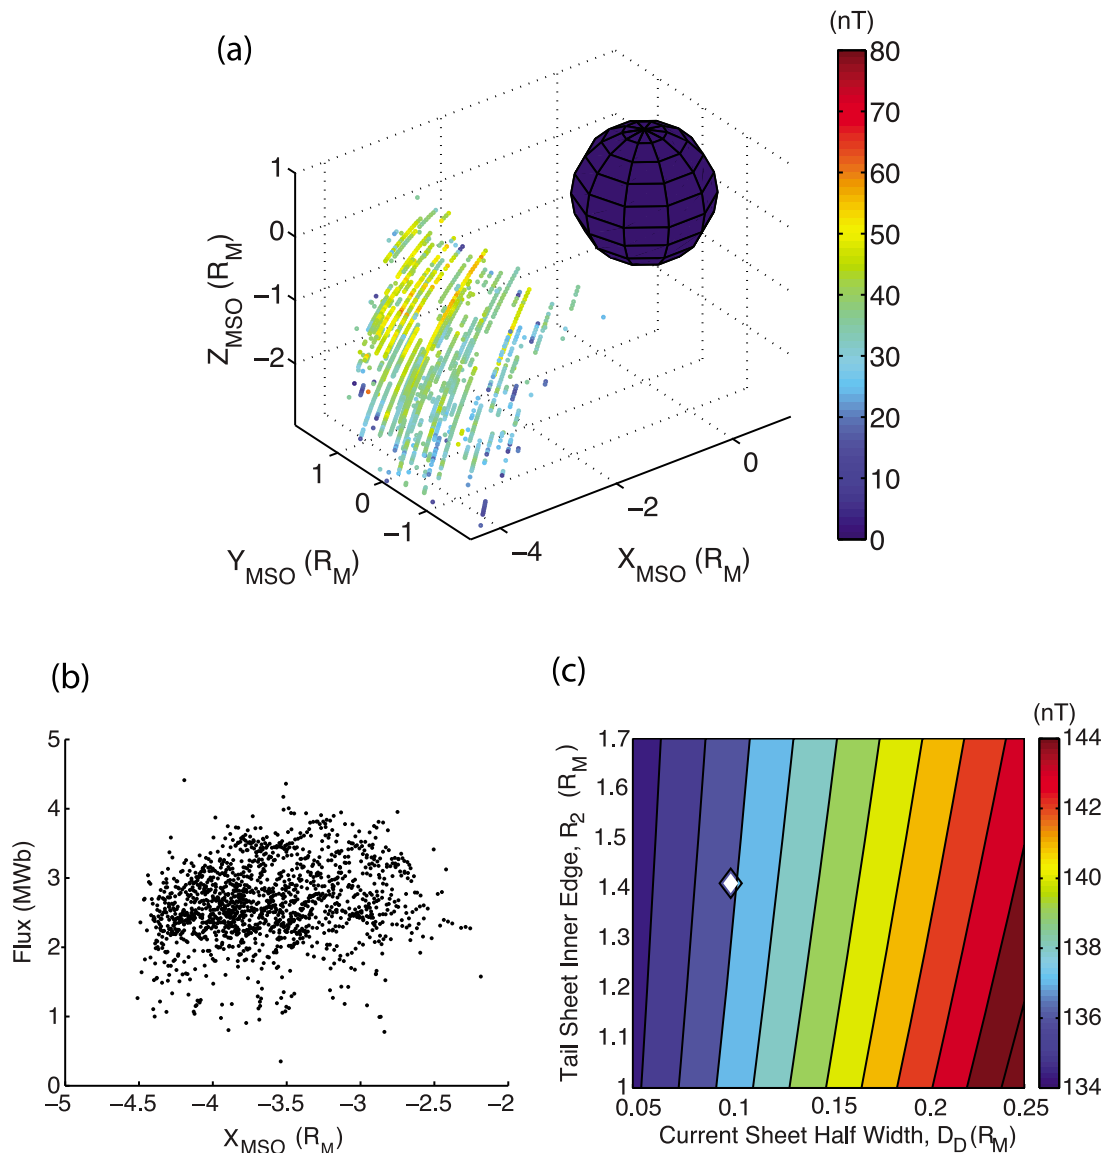 (a)
(nT)
80
70
60
50
40
30
20
10
0
1
0
−1
−2
Z_MSO (R_M)
1
0
−1
Y_MSO (R_M)
−4
−2
0
X_MSO (R_M)
(b)
5
4
3
2
1
0
Flux (MWb)
−5 −4.5 −4 −3.5 −3 −2.5 −2
X_MSO (R_M)
(c)
(nT)
144
142
140
138
136
134
1.7
1.6
1.5
1.4
1.3
1.2
1.1
1
Tail Sheet Inner Edge, R_2 (R_M)
0.05 0.1 0.15 0.2 0.25
Current Sheet Half Width, D_D(R_M)